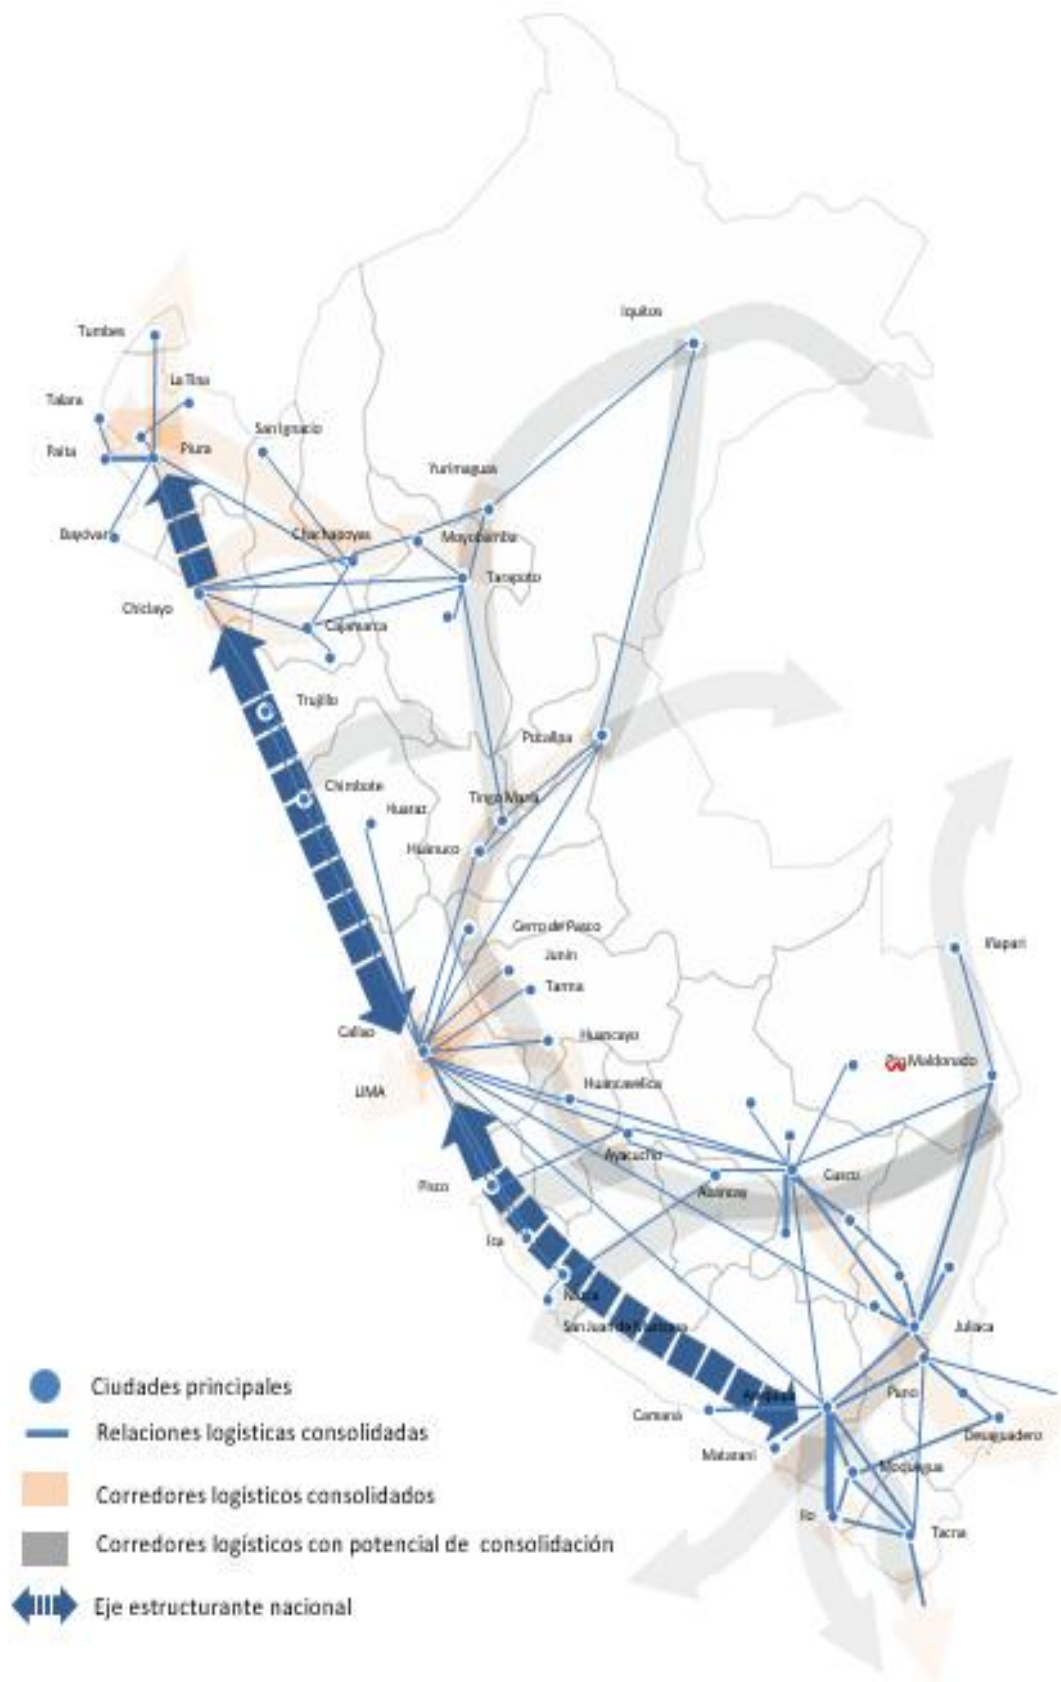 Iquitos
Tumbes
La Tina
Talara
San Ignacio
Paita
Piura
Yurimaguas
Bayóvar
Chachapoyas
Moyobamba
Tarapoto
Chiclayo
Cajamarca
Trujillo
Pucallpa
Chimbote
Tingo María
Huaraz
Huánuco
Cerro de Pasco
Iñapari
Junín
Tarma
Callao
Huancayo
Maldonado
Huancavelica
LIMA
Ayacucho
Cusco
Pisco
Abancay
Ica
Nazca
San Juan de Marcona
Juliaca
Ciudades principales
Arequipa
Puno
Camaná
Relaciones logísticas consolidadas
Desaguadero
Matarani
Moquegua
Corredores logísticos consolidados
Ilo
Tacna
Corredores logísticos con potencial de consolidación
Eje estructurante nacional